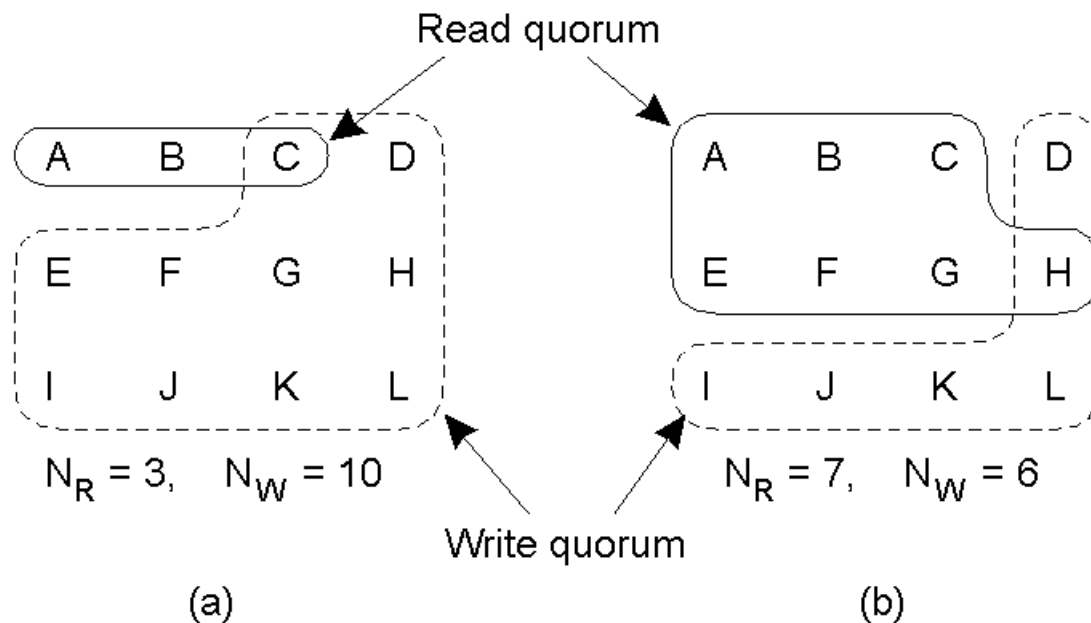 Read quorum
A B C D
E F G H
I J K L
N_R = 3, N_W = 10
(a)
A B C D
E F G H
I J K L
N_R = 7, N_W = 6
(b)
Write quorum